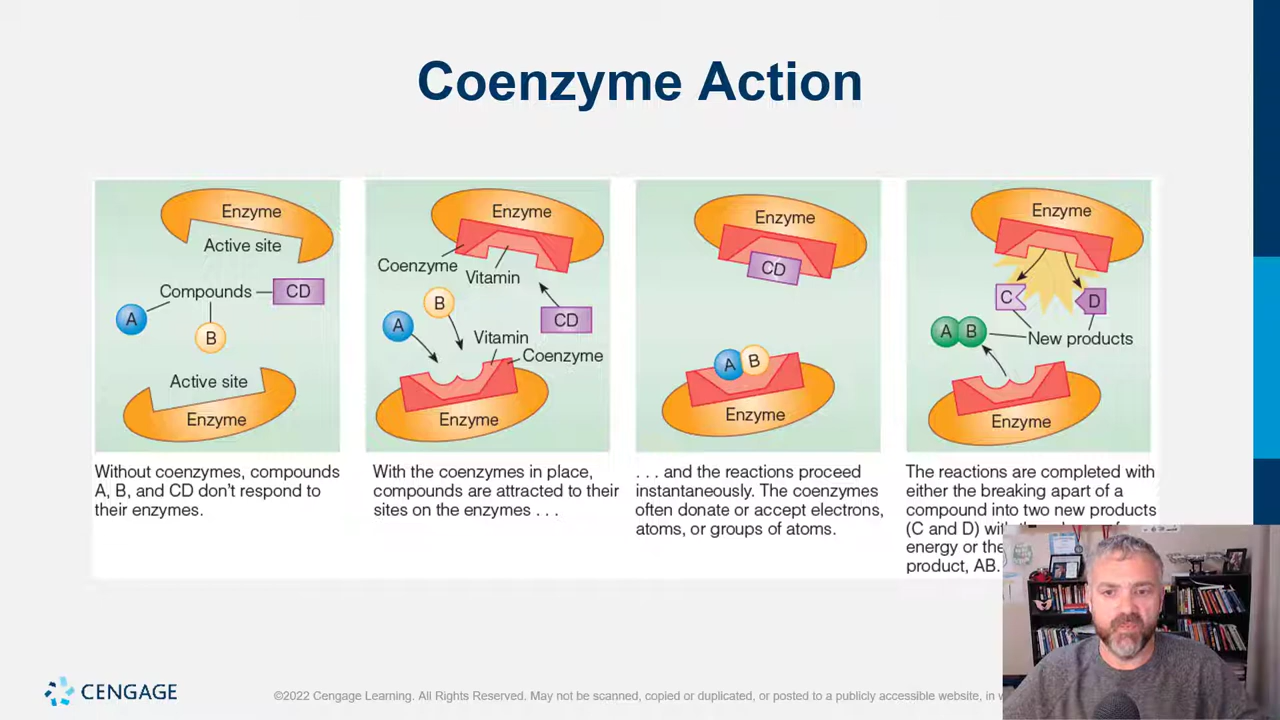 Coenzyme Action
Enzyme
Active site
Compounds
CD
A
B
Active site
Enzyme
Without coenzymes, compounds
A, B, and CD don't respond to
their enzymes.
Enzyme
Coenzyme
Vitamin
B
A
CD
Vitamin
Coenzyme
Enzyme
With the coenzymes in place,
compounds are attracted to their
sites on the enzymes . . .
Enzyme
CD
A B
Enzyme
. . . and the reactions proceed
instantaneously. The coenzymes
often donate or accept electrons,
atoms, or groups of atoms.
Enzyme
C
D
A B
New products
Enzyme
The reactions are completed with
either the breaking apart of a
compound into two new products
(C and D) with
energy or the
product, AB.
CENGAGE
©2022 Cengage Learning. All Rights Reserved. May not be scanned, copied or duplicated, or posted to a publicly accessible website, in